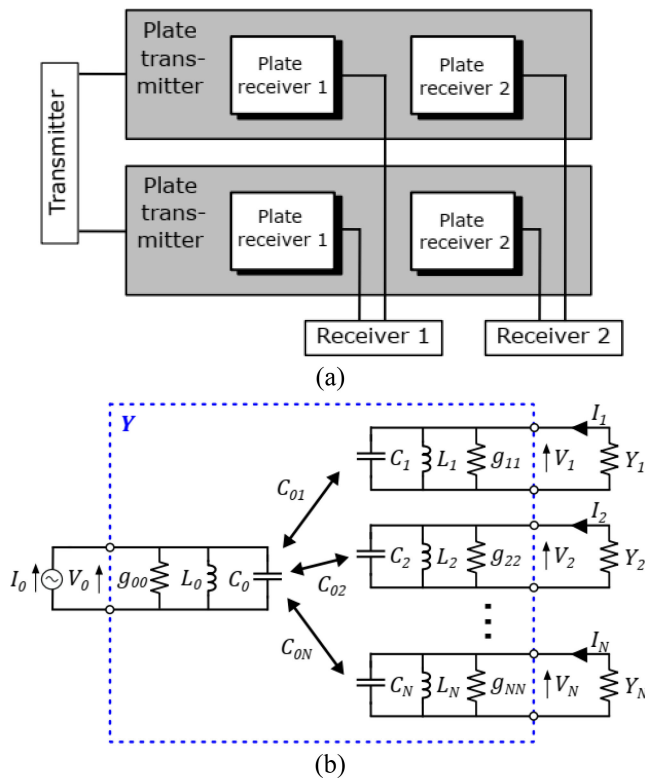 Plate
trans-
mitter
Plate
receiver 1
Plate
receiver 2
Transmitter
Plate
trans-
mitter
Plate
receiver 1
Plate
receiver 2
Receiver 1
Receiver 2
(a)
Y
C₁ L₁ g₁₁ V₁ I₁ Y₁
C₀₁
C₂ L₂ g₂₂ V₂ I₂ Y₂
I₀ V₀ g₀₀ L₀ C₀
C₀₂
C₀N
CN LN gNN VN IN YN
(b)